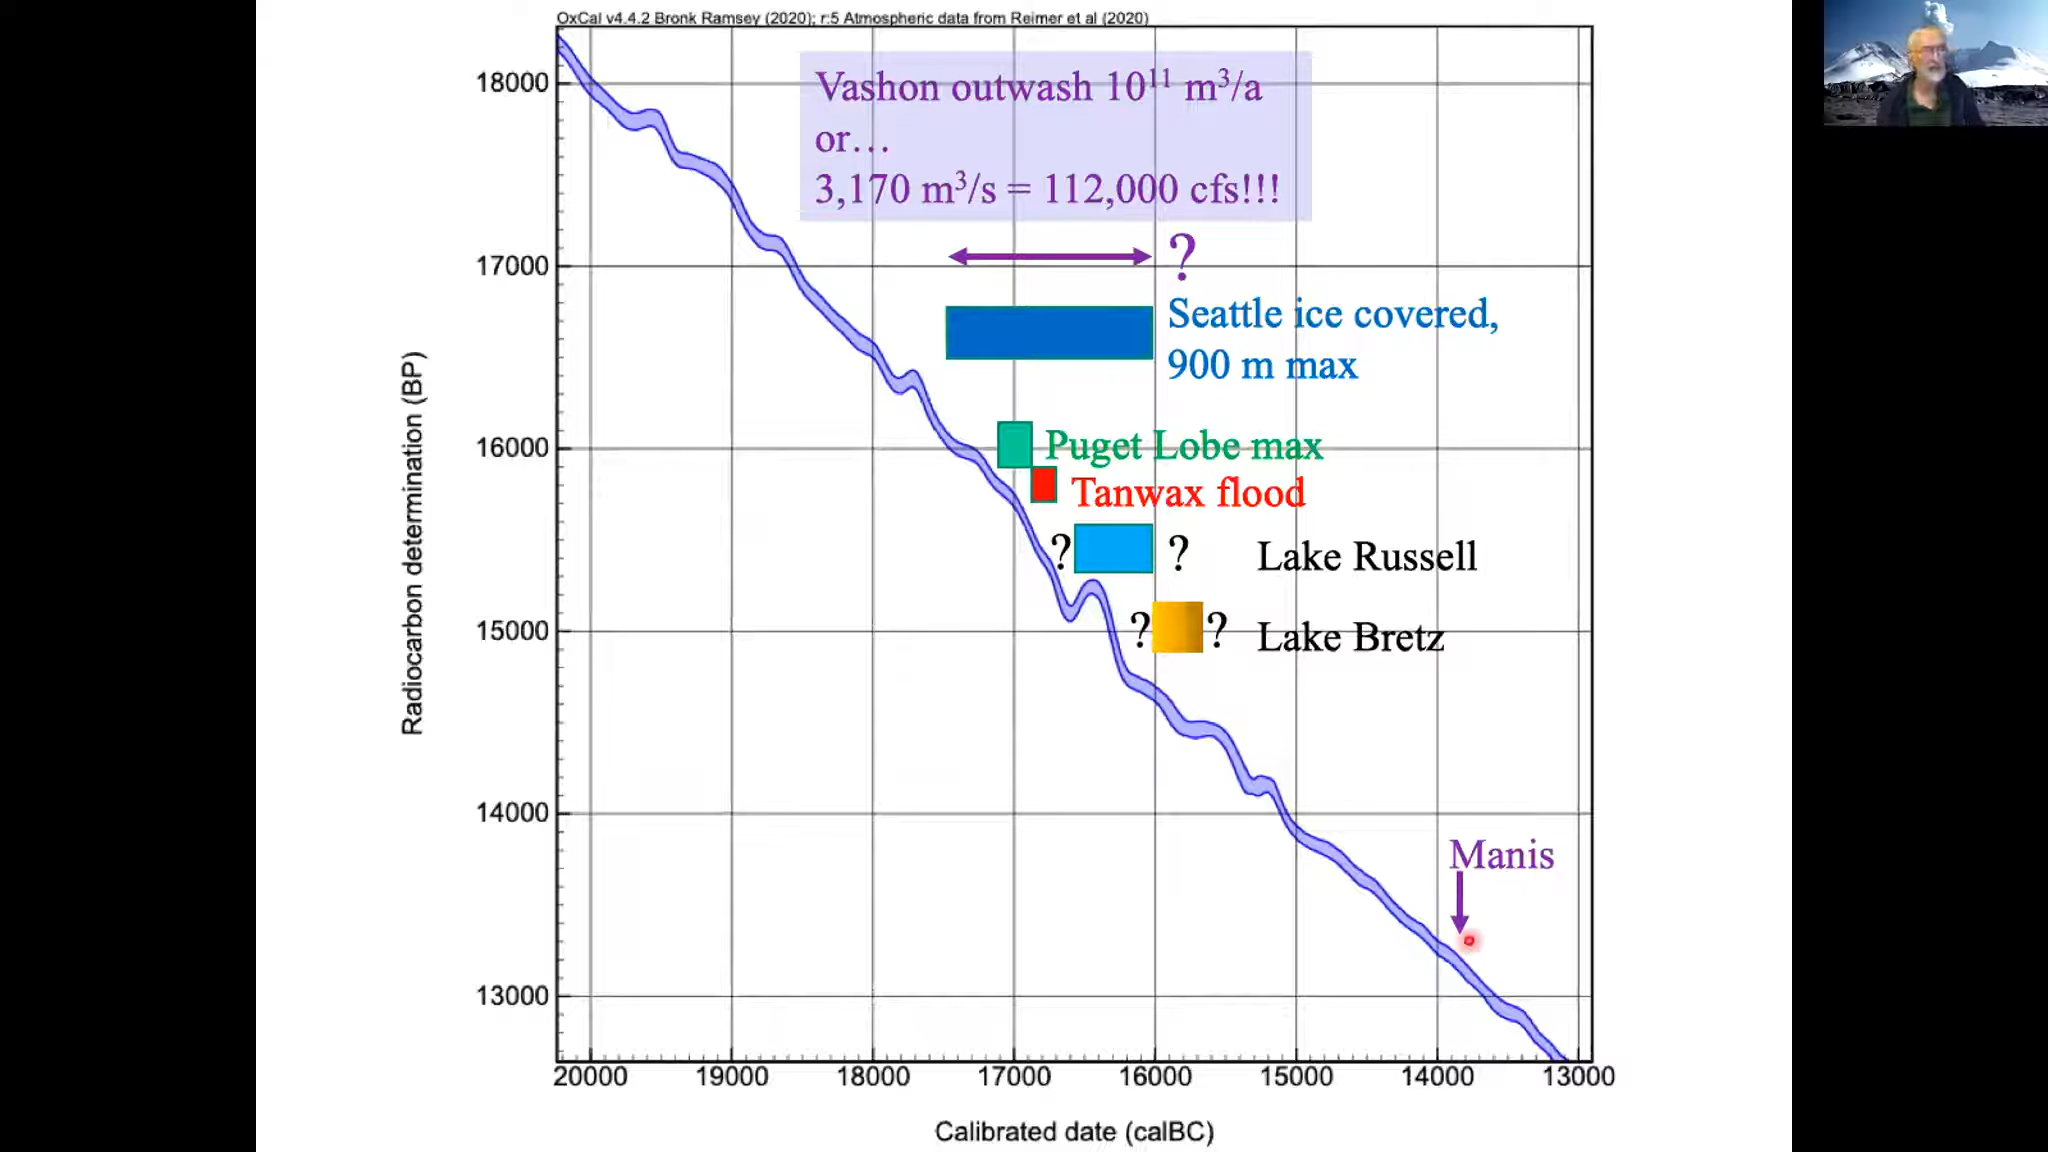 OxCal v4.4.2 Bronk Ramsey (2020); r:5 Atmospheric data from Reimer et al (2020)
Vashon outwash 10¹¹ m³/a
or…
3,170 m³/s = 112,000 cfs!!!
?
Seattle ice covered,
900 m max
Puget Lobe max
Tanwax flood
? ? Lake Russell
? ? Lake Bretz
Manis
Radiocarbon determination (BP)
18000
17000
16000
15000
14000
13000
20000 19000 18000 17000 16000 15000 14000 13000
Calibrated date (calBC)